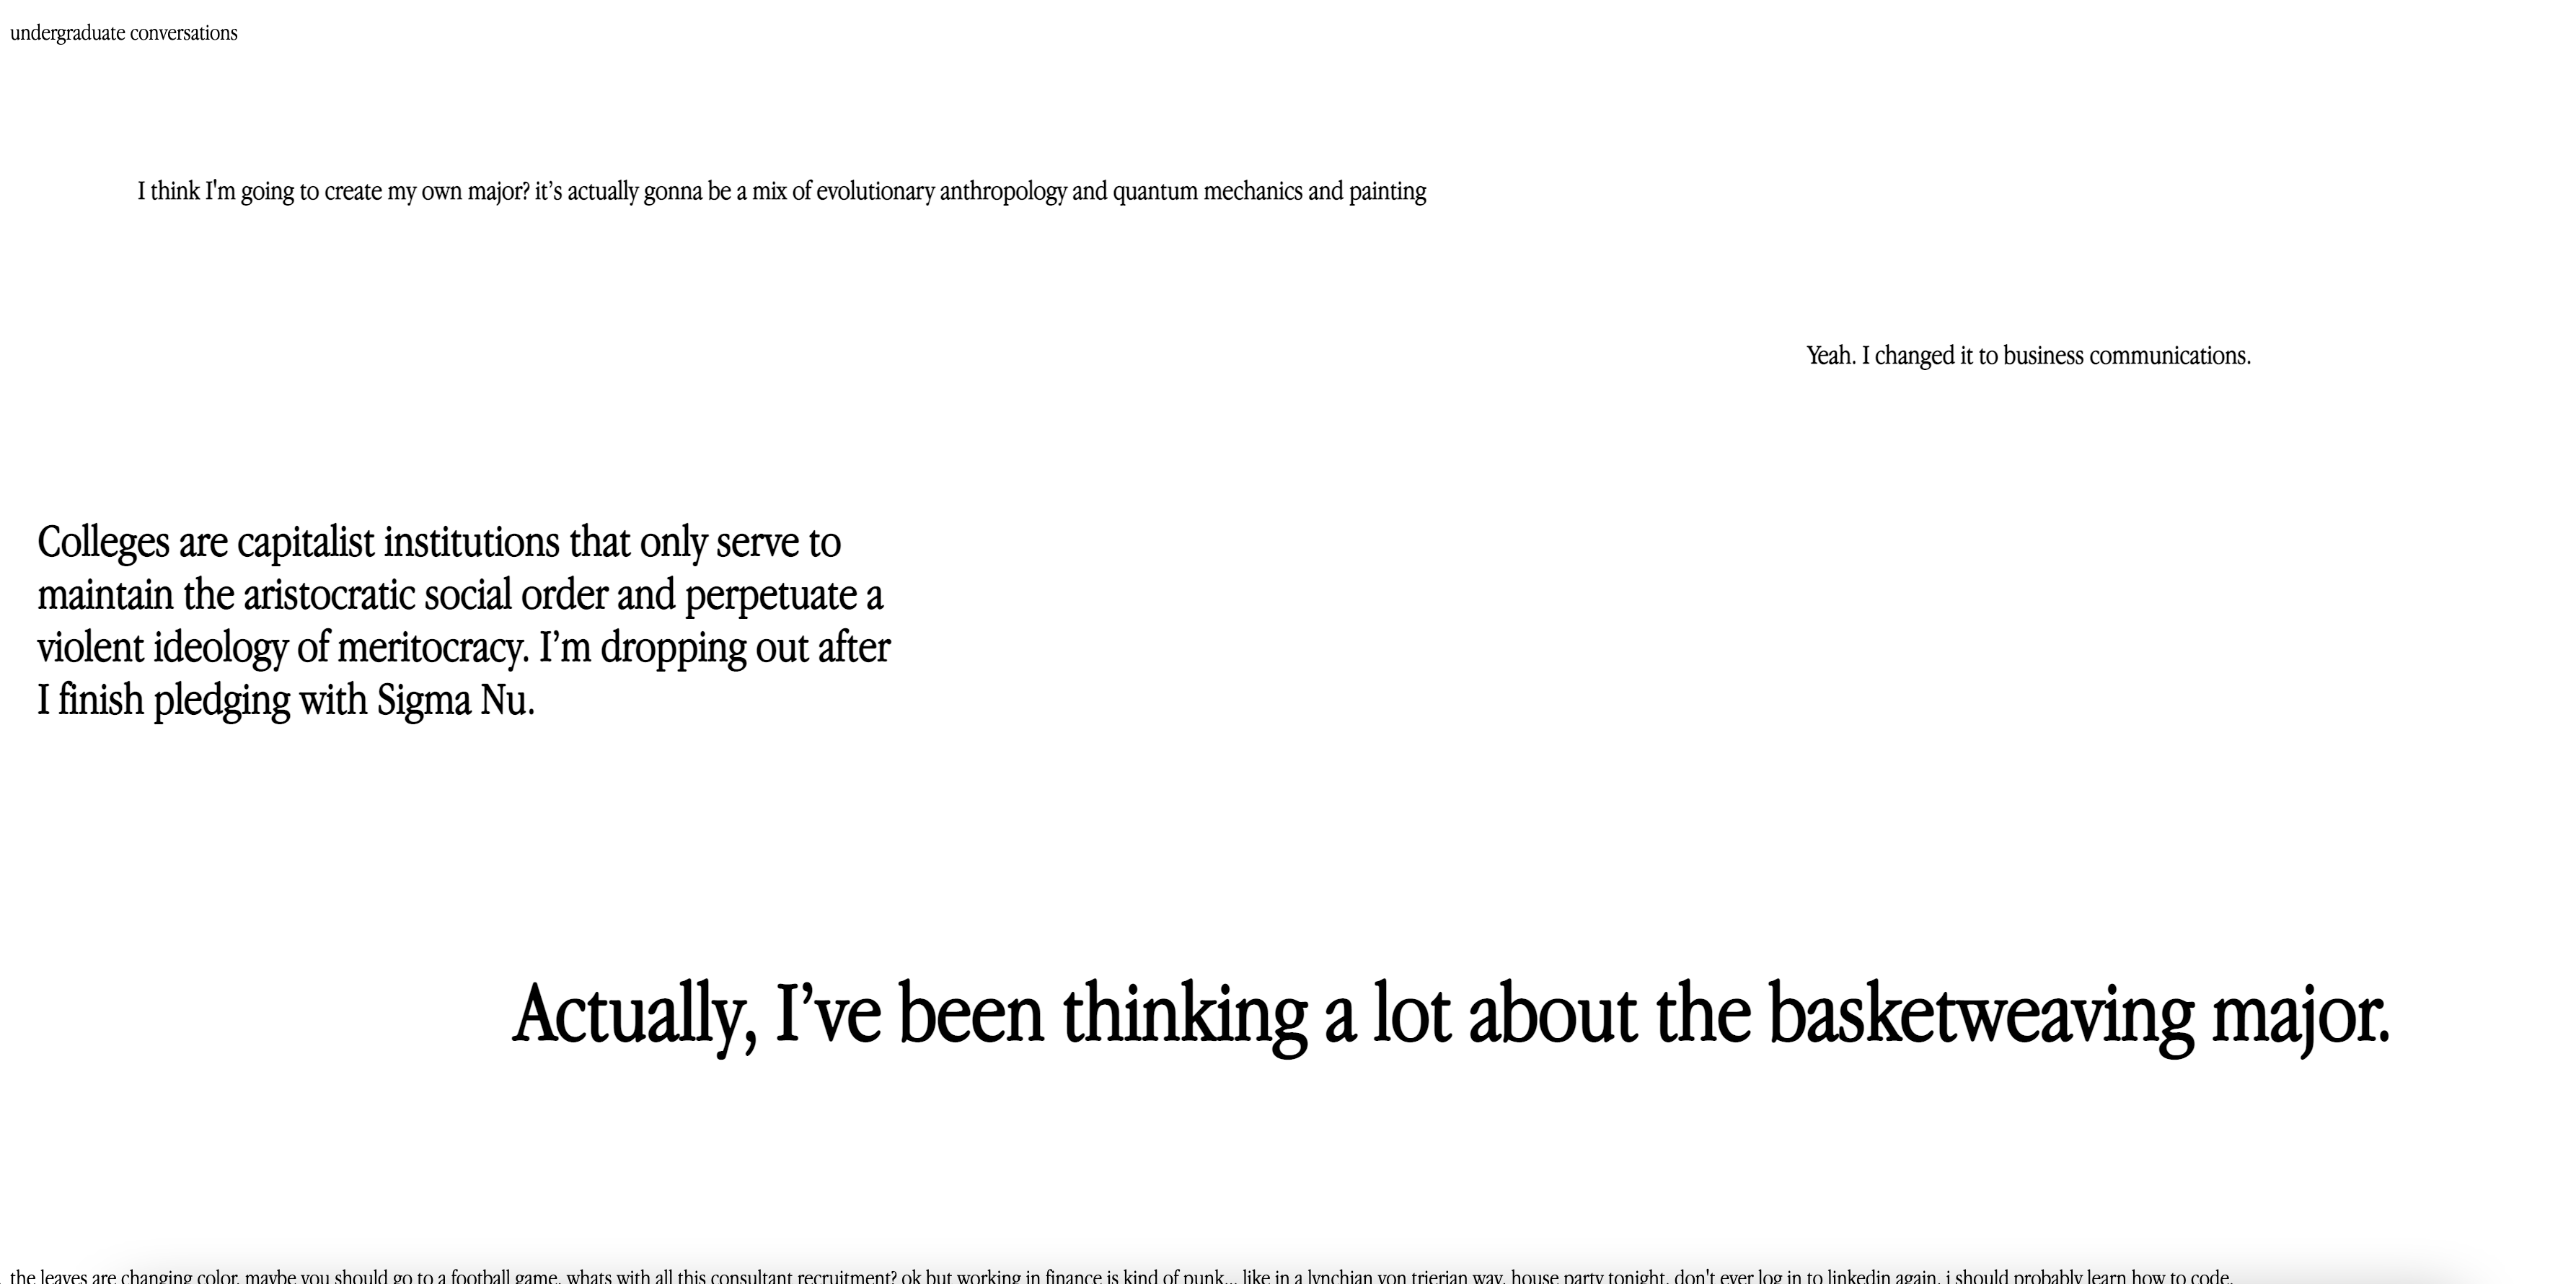 undergraduate conversations
I think I'm going to create my own major? it’s actually gonna be a mix of evolutionary anthropology and quantum mechanics and painting
Yeah. I changed it to business communications.
Colleges are capitalist institutions that only serve to
maintain the aristocratic social order and perpetuate a
violent ideology of meritocracy. I’m dropping out after
I finish pledging with Sigma Nu.
Actually, I’ve been thinking a lot about the basketweaving major.
the leaves are changing color. maybe you should go to a football game. whats with all this consultant recruitment? ok but working in finance is kind of punk... like in a lynchian von trierian way. house party tonight. don't ever log in to linkedin again. i should probably learn how to code.